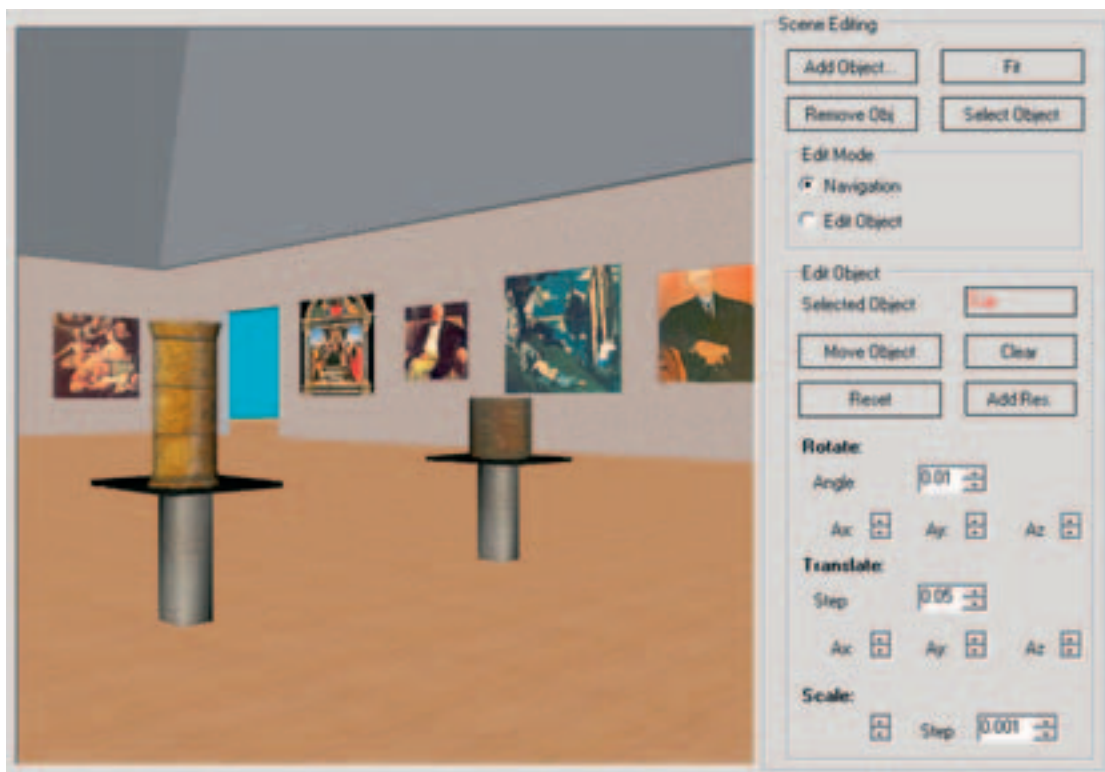 Scene Editing
Add Object... Fit
Remove Obj Select Object
Edit Mode
Navigation
Edit Object
Edit Object
Selected Object
Move Object Clear
Reset Add Res.
Rotate:
Angle 0.01
Ax: Ay: Az:
Translate:
Step 0.05
Ax: Ay: Az:
Scale:
Step 0.001